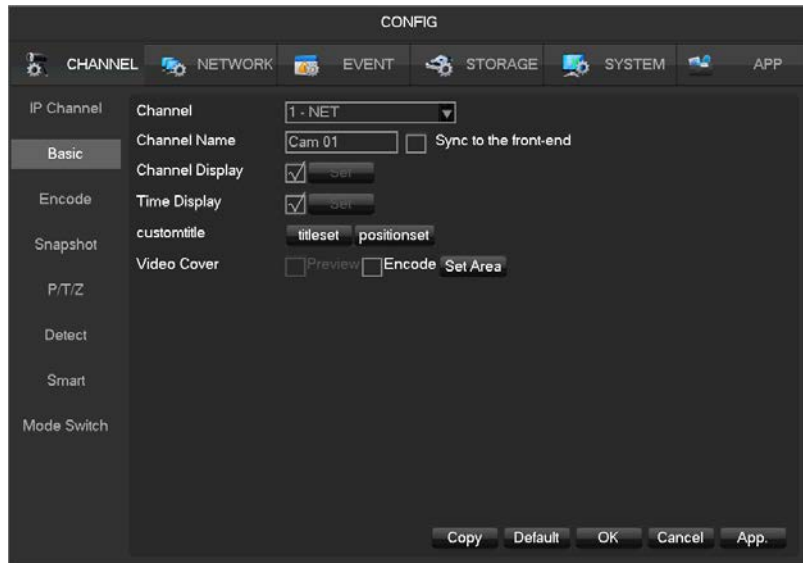 CONFIG
CHANNEL NETWORK EVENT STORAGE SYSTEM APP
IP Channel
Basic
Encode
Snapshot
P/T/Z
Detect
Smart
Mode Switch
Channel 1 - NET
Channel Name Cam 01 Sync to the front-end
Channel Display Set
Time Display Set
customtitle titleset positionset
Video Cover Preview Encode Set Area
Copy Default OK Cancel App.